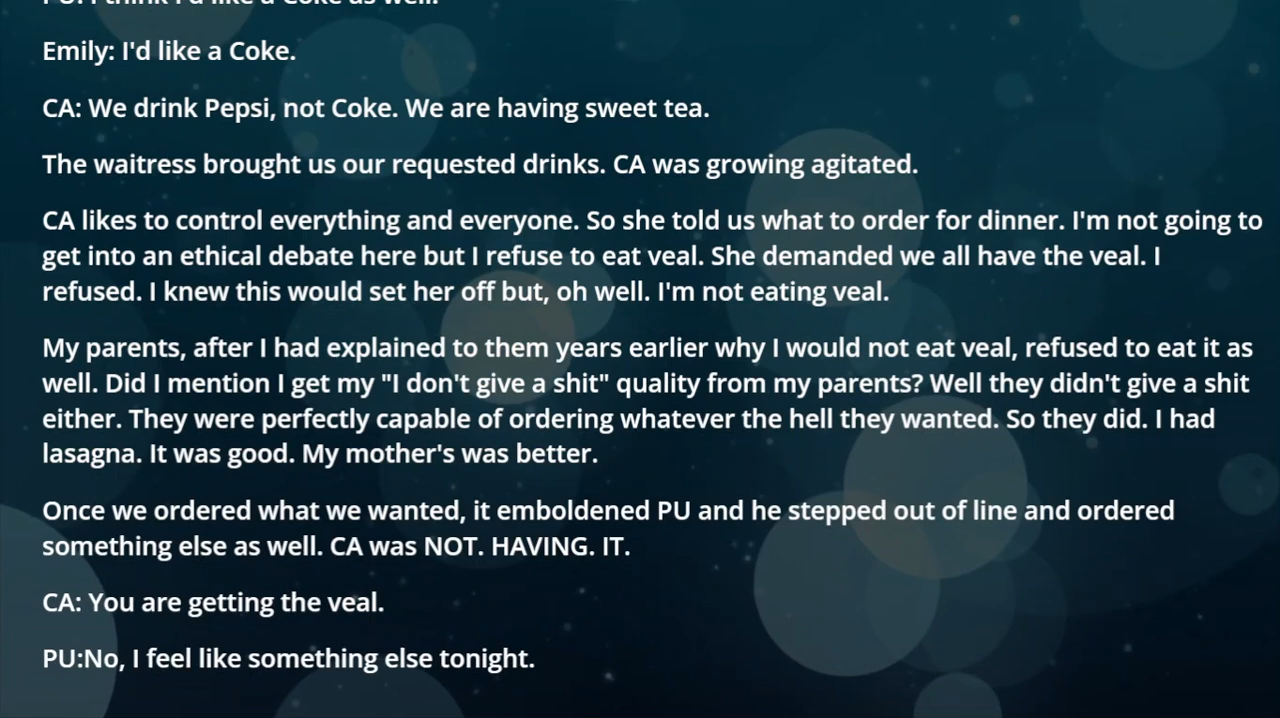 PU: I think I'd like a Coke as well.
Emily: I'd like a Coke.
CA: We drink Pepsi, not Coke. We are having sweet tea.
The waitress brought us our requested drinks. CA was growing agitated.
CA likes to control everything and everyone. So she told us what to order for dinner. I'm not going to
get into an ethical debate here but I refuse to eat veal. She demanded we all have the veal. I
refused. I knew this would set her off but, oh well. I'm not eating veal.
My parents, after I had explained to them years earlier why I would not eat veal, refused to eat it as
well. Did I mention I get my "I don't give a shit" quality from my parents? Well they didn't give a shit
either. They were perfectly capable of ordering whatever the hell they wanted. So they did. I had
lasagna. It was good. My mother's was better.
Once we ordered what we wanted, it emboldened PU and he stepped out of line and ordered
something else as well. CA was NOT. HAVING. IT.
CA: You are getting the veal.
PU:No, I feel like something else tonight.